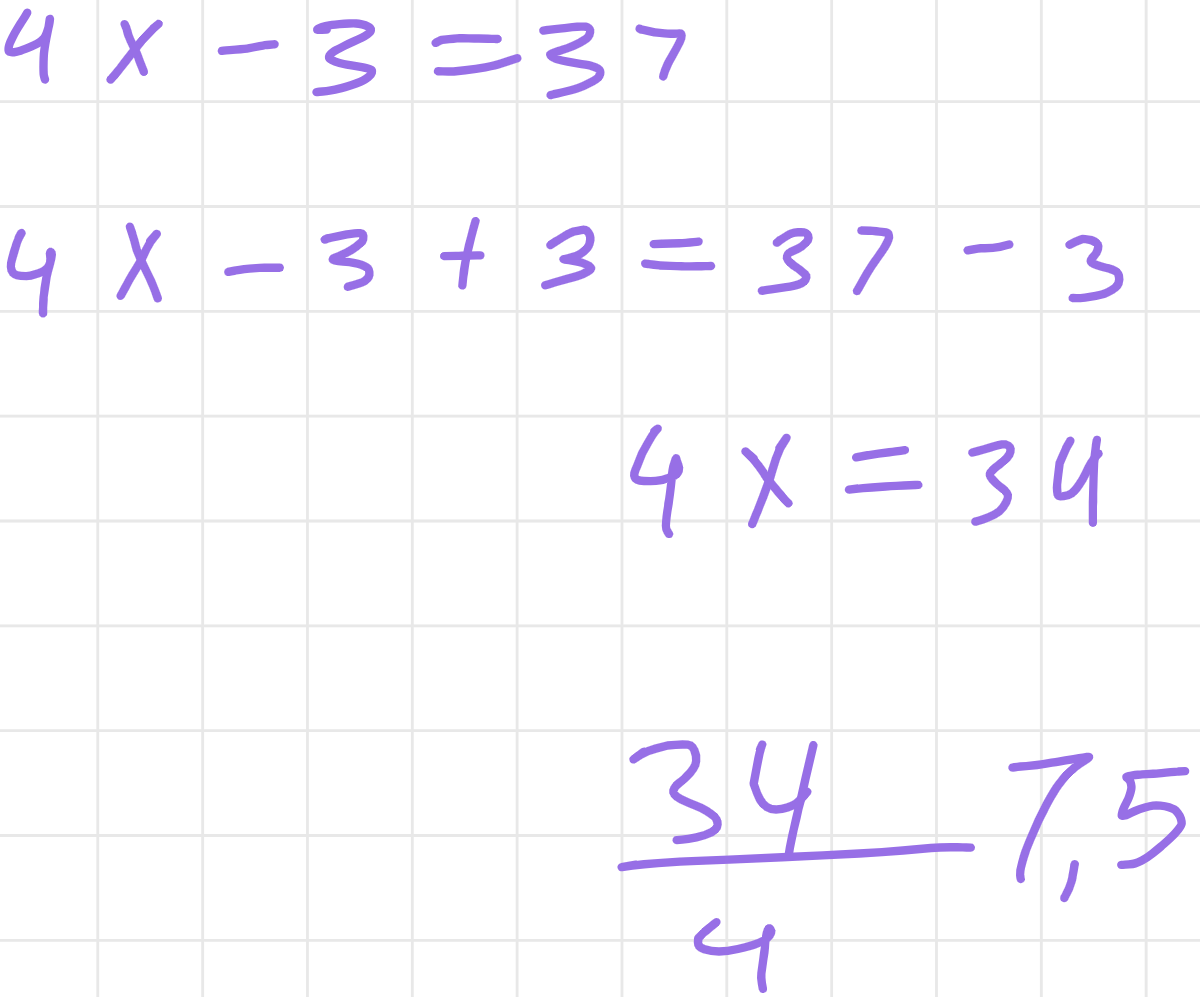 4x - 3 = 37
4x - 3 + 3 = 37 - 3
4x = 34
34
7,5
4